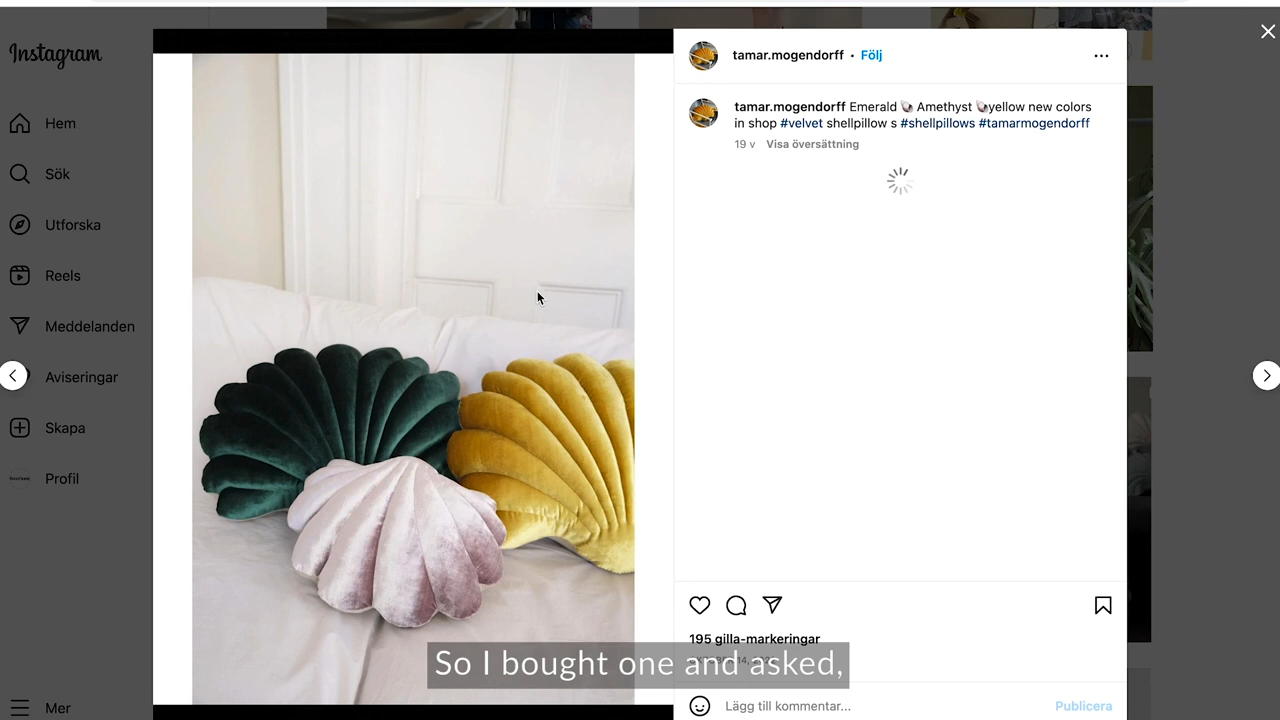 Instagram
Hem
Sök
Utforska
Reels
Meddelanden
Aviseringar
Skapa
Profil
Mer
tamar.mogendorff • Följ
tamar.mogendorff Emerald 🐚 Amethyst 🐚yellow new colors
in shop #velvet shellpillow s #shellpillows #tamarmogendorff
19 v Visa översättning
195 gilla-markeringar
So I bought one and asked,
Lägg till kommentar...
Publicera